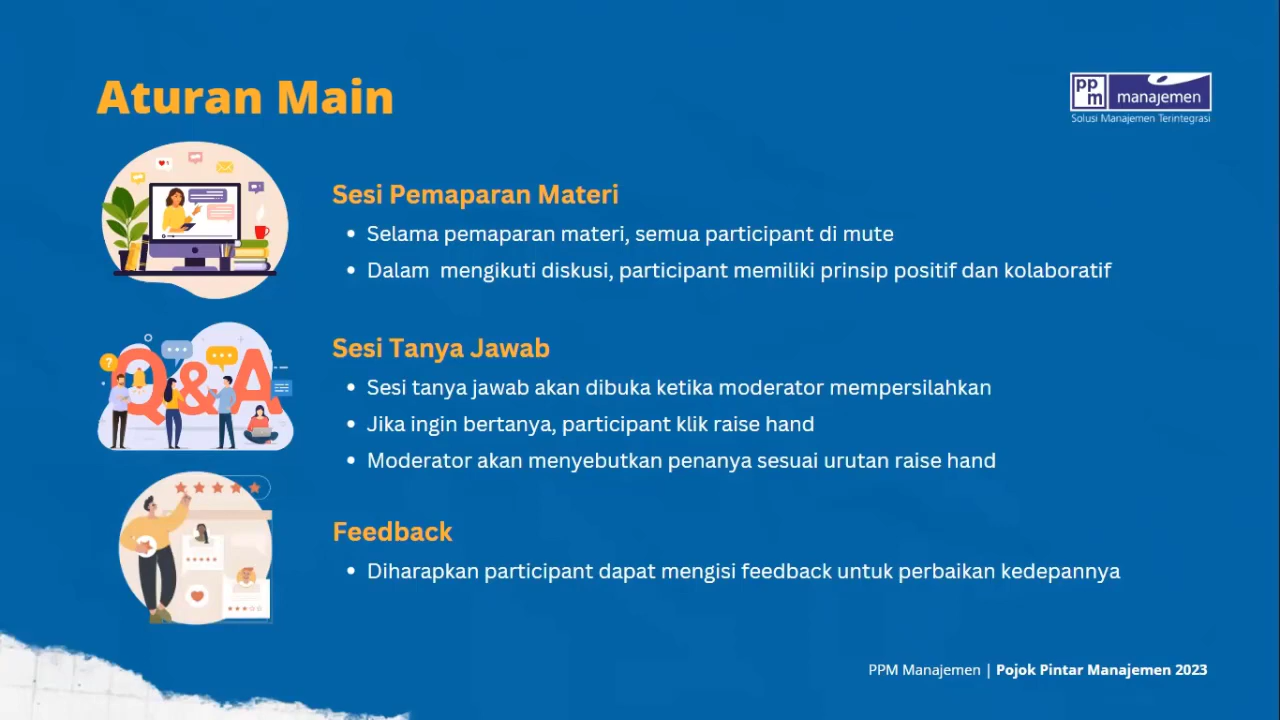 Aturan Main
ppm manajemen
Solusi Manajemen Terintegrasi
Sesi Pemaparan Materi
• Selama pemaparan materi, semua participant di mute
• Dalam  mengikuti diskusi, participant memiliki prinsip positif dan kolaboratif
Q&A
?
Sesi Tanya Jawab
• Sesi tanya jawab akan dibuka ketika moderator mempersilahkan
• Jika ingin bertanya, participant klik raise hand
• Moderator akan menyebutkan penanya sesuai urutan raise hand
Feedback
• Diharapkan participant dapat mengisi feedback untuk perbaikan kedepannya
PPM Manajemen | Pojok Pintar Manajemen 2023